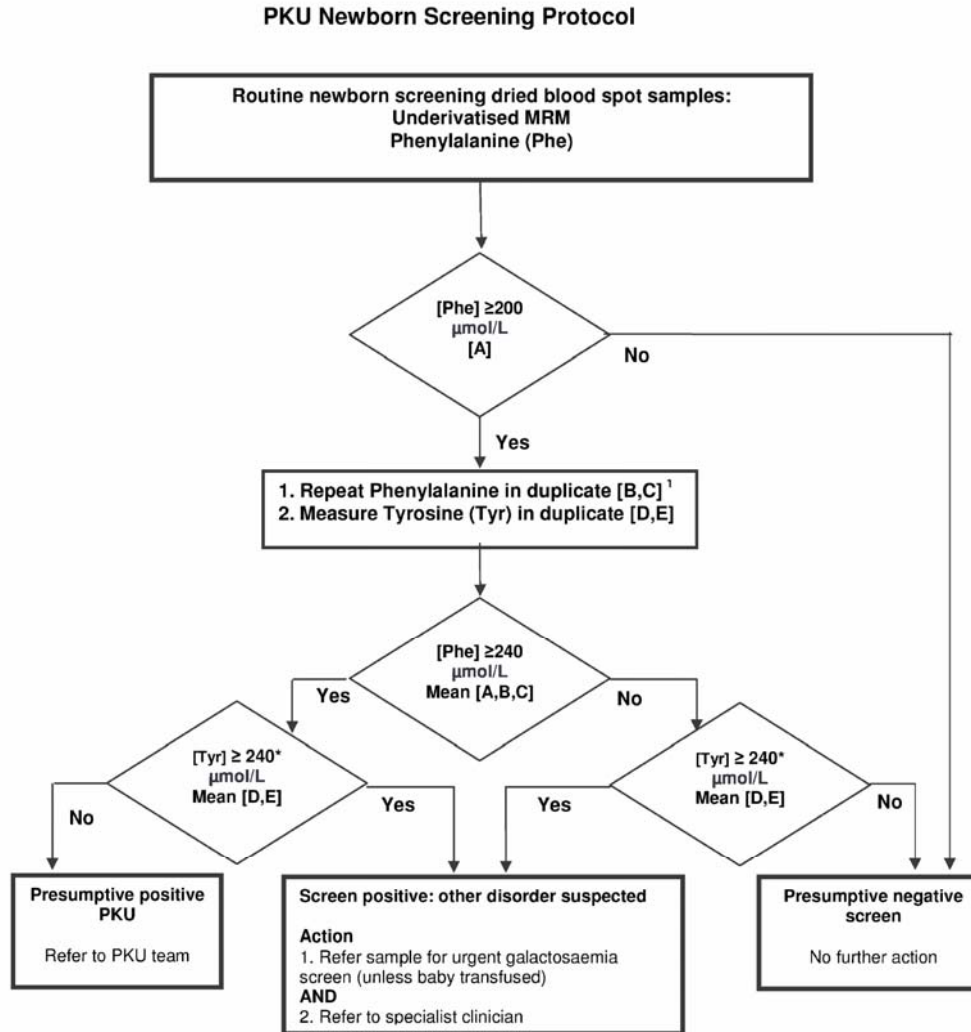 PKU Newborn Screening Protocol
Routine newborn screening dried blood spot samples:
Underivatised MRM
Phenylalanine (Phe)
[Phe] ≥200
µmol/L
[A]
No
Yes
1. Repeat Phenylalanine in duplicate [B,C] ¹
2. Measure Tyrosine (Tyr) in duplicate [D,E]
[Phe] ≥240
µmol/L
Mean [A,B,C]
Yes
No
[Tyr] ≥ 240*
µmol/L
Mean [D,E]
No
Yes
[Tyr] ≥ 240*
µmol/L
Mean [D,E]
Yes
No
Presumptive positive
PKU
Refer to PKU team
Screen positive: other disorder suspected
Action
1. Refer sample for urgent galactosaemia
screen (unless baby transfused)
AND
2. Refer to specialist clinician
Presumptive negative
screen
No further action